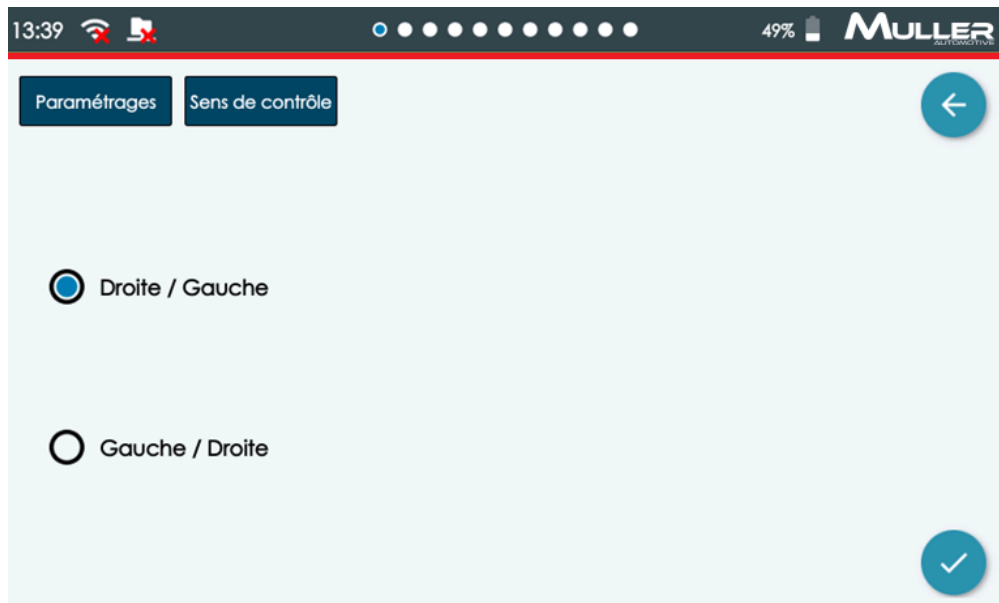 13:39
49%
MULLER
AUTOMOTIVE
Paramétrages
Sens de contrôle
Droite / Gauche
Gauche / Droite